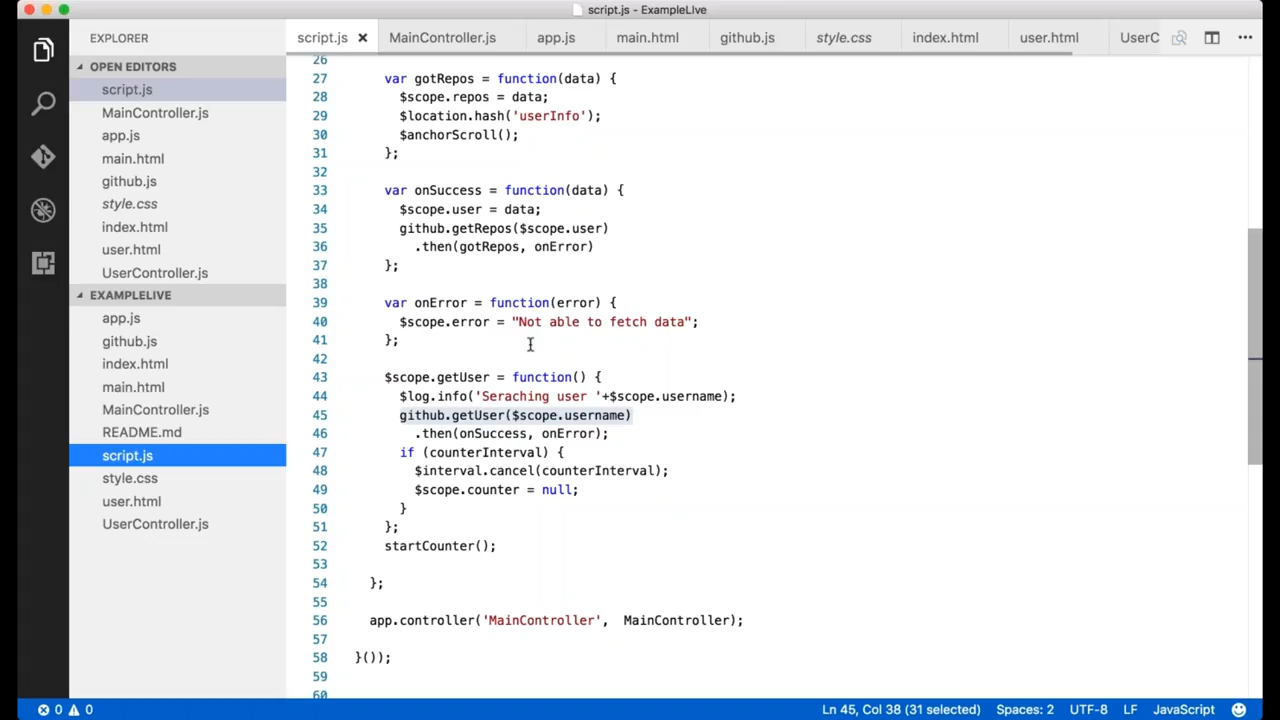 script.js - ExampleLIve
EXPLORER
OPEN EDITORS
script.js
MainController.js
app.js
main.html
github.js
style.css
index.html
user.html
UserController.js
EXAMPLELIVE
app.js
github.js
index.html
main.html
MainController.js
README.md
script.js
style.css
user.html
UserController.js
script.js MainController.js app.js main.html github.js style.css index.html user.html UserC
26
27 var gotRepos = function(data) {
28 $scope.repos = data;
29 $location.hash('userInfo');
30 $anchorScroll();
31 };
32
33 var onSuccess = function(data) {
34 $scope.user = data;
35 github.getRepos($scope.user)
36 .then(gotRepos, onError)
37 };
38
39 var onError = function(error) {
40 $scope.error = "Not able to fetch data";
41 };
42
43 $scope.getUser = function() {
44 $log.info('Seraching user '+$scope.username);
45 github.getUser($scope.username)
46 .then(onSuccess, onError);
47 if (counterInterval) {
48 $interval.cancel(counterInterval);
49 $scope.counter = null;
50 }
51 };
52 startCounter();
53
54 };
55
56 app.controller('MainController', MainController);
57
58 }());
59
60
0 0 Ln 45, Col 38 (31 selected) Spaces: 2 UTF-8 LF JavaScript